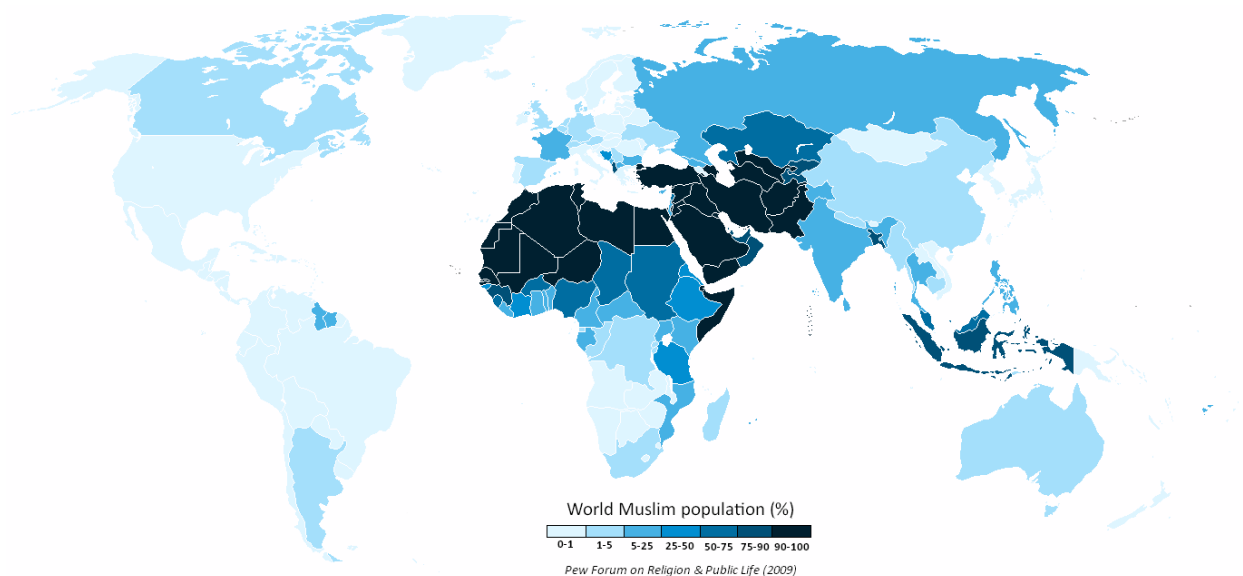 World Muslim population (%)
0-1 1-5 5-25 25-50 50-75 75-90 90-100
Pew Forum on Religion & Public Life (2009)